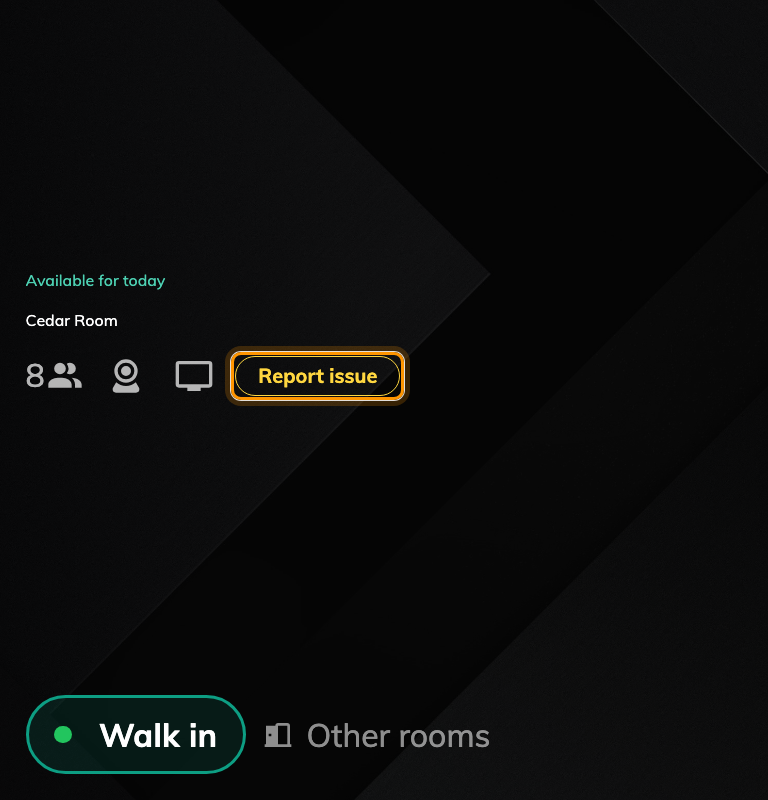 Available for today
Cedar Room
8
Report issue
Walk in
Other rooms